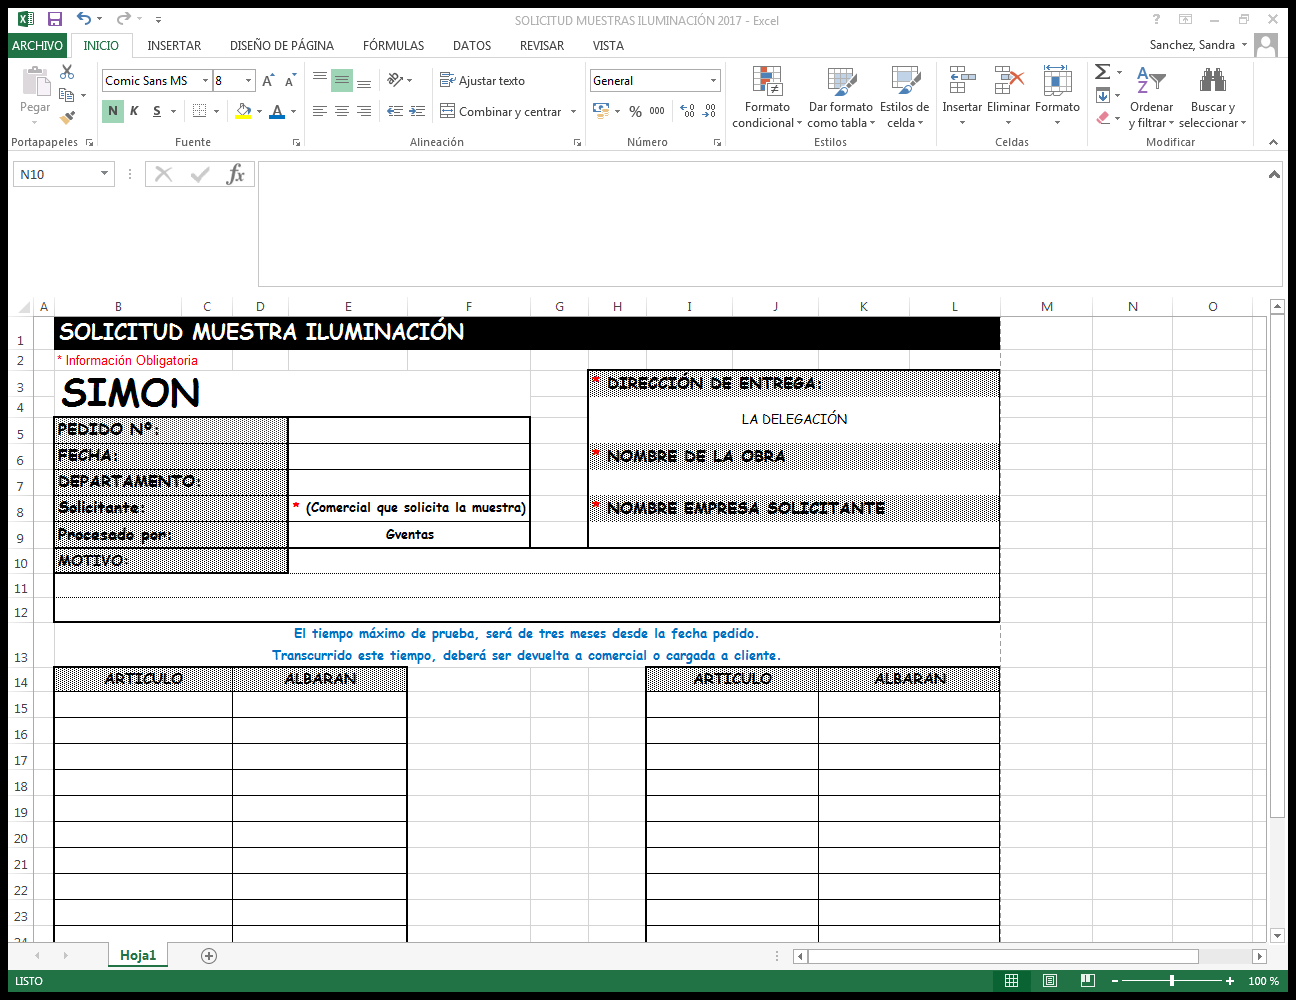 SOLICITUD MUESTRAS ILUMINACIÓN 2017 - Excel
ARCHIVO INICIO INSERTAR DISEÑO DE PÁGINA FÓRMULAS DATOS REVISAR VISTA Sanchez, Sandra
Pegar
Comic Sans MS 8
Ajustar texto
General
N K S
Combinar y centrar
% 000
Formato condicional
Dar formato como tabla
Estilos de celda
Insertar Eliminar Formato
Ordenar y filtrar
Buscar y seleccionar
Portapapeles Fuente Alineación Número Estilos Celdas Modificar
N10 fx
A B C D E F G H I J K L M N O
1 SOLICITUD MUESTRA ILUMINACIÓN
2 * Información Obligatoria
3 SIMON * DIRECCIÓN DE ENTREGA:
4 LA DELEGACIÓN
5 PEDIDO Nº:
6 FECHA: * NOMBRE DE LA OBRA
7 DEPARTAMENTO:
8 Solicitante: * (Comercial que solicita la muestra) * NOMBRE EMPRESA SOLICITANTE
9 Procesado por: Gventas
10 MOTIVO:
11
12
El tiempo máximo de prueba, será de tres meses desde la fecha pedido.
13 Transcurrido este tiempo, deberá ser devuelta a comercial o cargada a cliente.
14 ARTICULO ALBARAN ARTICULO ALBARAN
15
16
17
18
19
20
21
22
23
24
Hoja1
LISTO 100 %